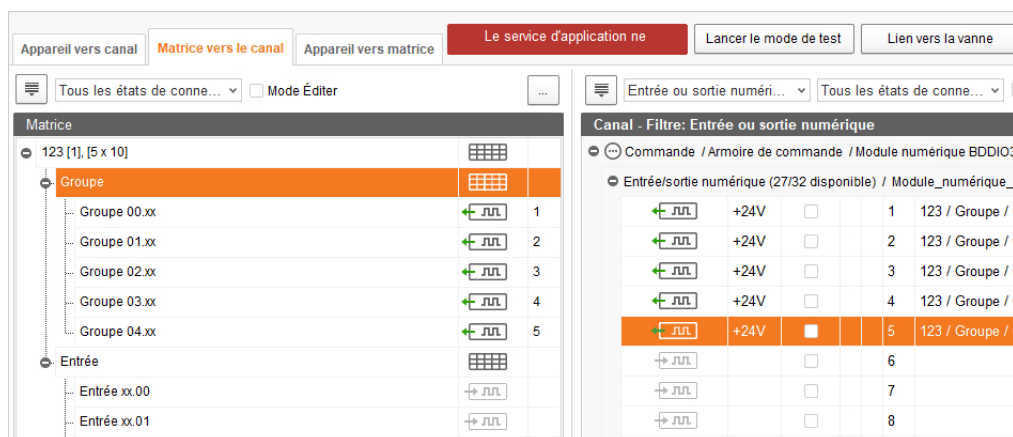 Appareil vers canal
Matrice vers le canal
Appareil vers matrice
Le service d'application ne
Lancer le mode de test
Lien vers la vanne
Tous les états de conne...
Mode Éditer
...
Entrée ou sortie numéri...
Tous les états de conne...
Matrice
Canal - Filtre: Entrée ou sortie numérique
123 [1], [5 x 10]
Commande / Armoire de commande / Module numérique BDDIO3
Groupe
Entrée/sortie numérique (27/32 disponible) / Module_numérique_
Groupe 00.xx 1
+24V 1 123 / Groupe /
Groupe 01.xx 2
+24V 2 123 / Groupe /
Groupe 02.xx 3
+24V 3 123 / Groupe /
Groupe 03.xx 4
+24V 4 123 / Groupe /
Groupe 04.xx 5
+24V 5 123 / Groupe /
Entrée
6
Entrée xx.00
7
Entrée xx.01
8